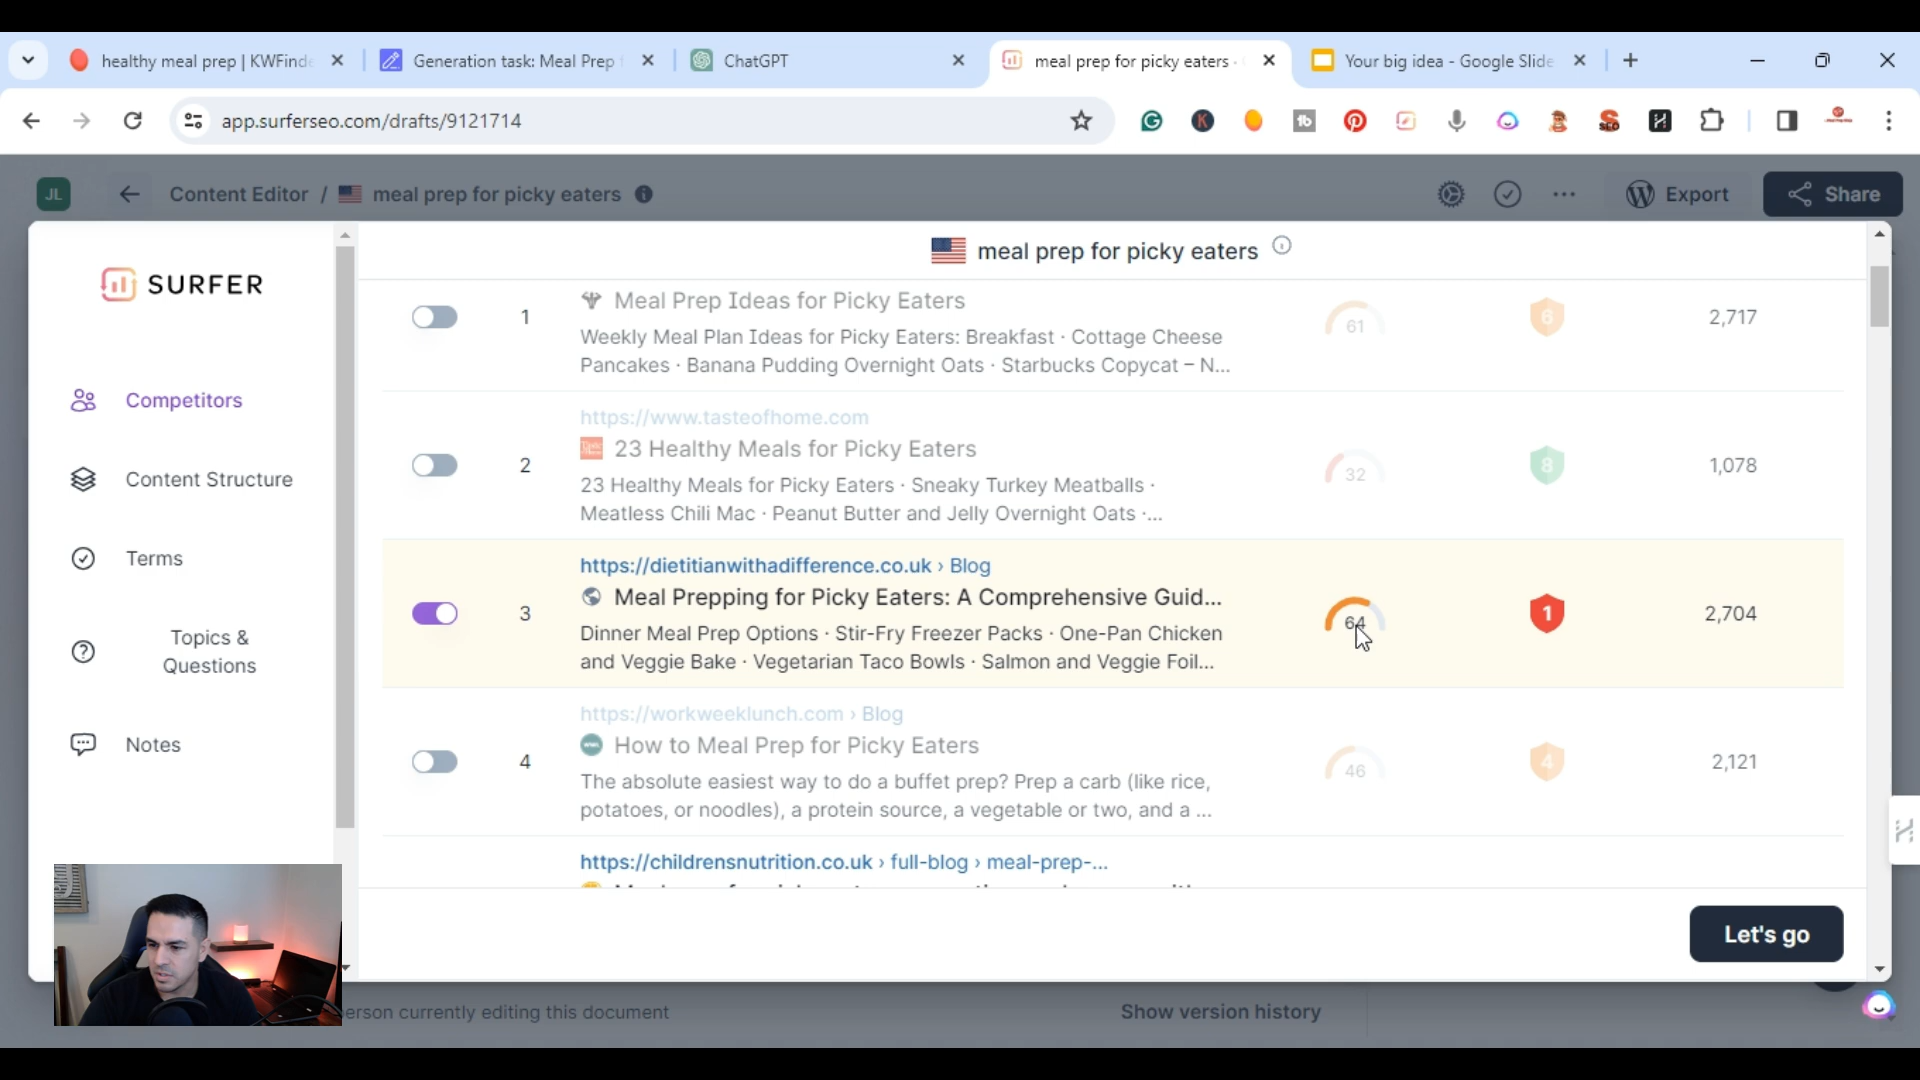 healthy meal prep | KWFinde
Generation task: Meal Prep f
ChatGPT
meal prep for picky eaters ·
Your big idea - Google Slide
app.surferseo.com/drafts/9121714
JL
Content Editor / meal prep for picky eaters
Export
Share
SURFER
Competitors
Content Structure
Terms
Topics &
Questions
Notes
meal prep for picky eaters
1
Meal Prep Ideas for Picky Eaters
Weekly Meal Plan Ideas for Picky Eaters: Breakfast · Cottage Cheese
Pancakes · Banana Pudding Overnight Oats · Starbucks Copycat – N...
61
6
2,717
https://www.tasteofhome.com
2
23 Healthy Meals for Picky Eaters
23 Healthy Meals for Picky Eaters · Sneaky Turkey Meatballs ·
Meatless Chili Mac · Peanut Butter and Jelly Overnight Oats ·...
32
8
1,078
https://dietitianwithadifference.co.uk › Blog
3
Meal Prepping for Picky Eaters: A Comprehensive Guid...
Dinner Meal Prep Options · Stir-Fry Freezer Packs · One-Pan Chicken
and Veggie Bake · Vegetarian Taco Bowls · Salmon and Veggie Foil...
64
1
2,704
https://workweeklunch.com › Blog
4
How to Meal Prep for Picky Eaters
The absolute easiest way to do a buffet prep? Prep a carb (like rice,
potatoes, or noodles), a protein source, a vegetable or two, and a ...
46
4
2,121
https://childrensnutrition.co.uk › full-blog › meal-prep-...
Let's go
erson currently editing this document
Show version history